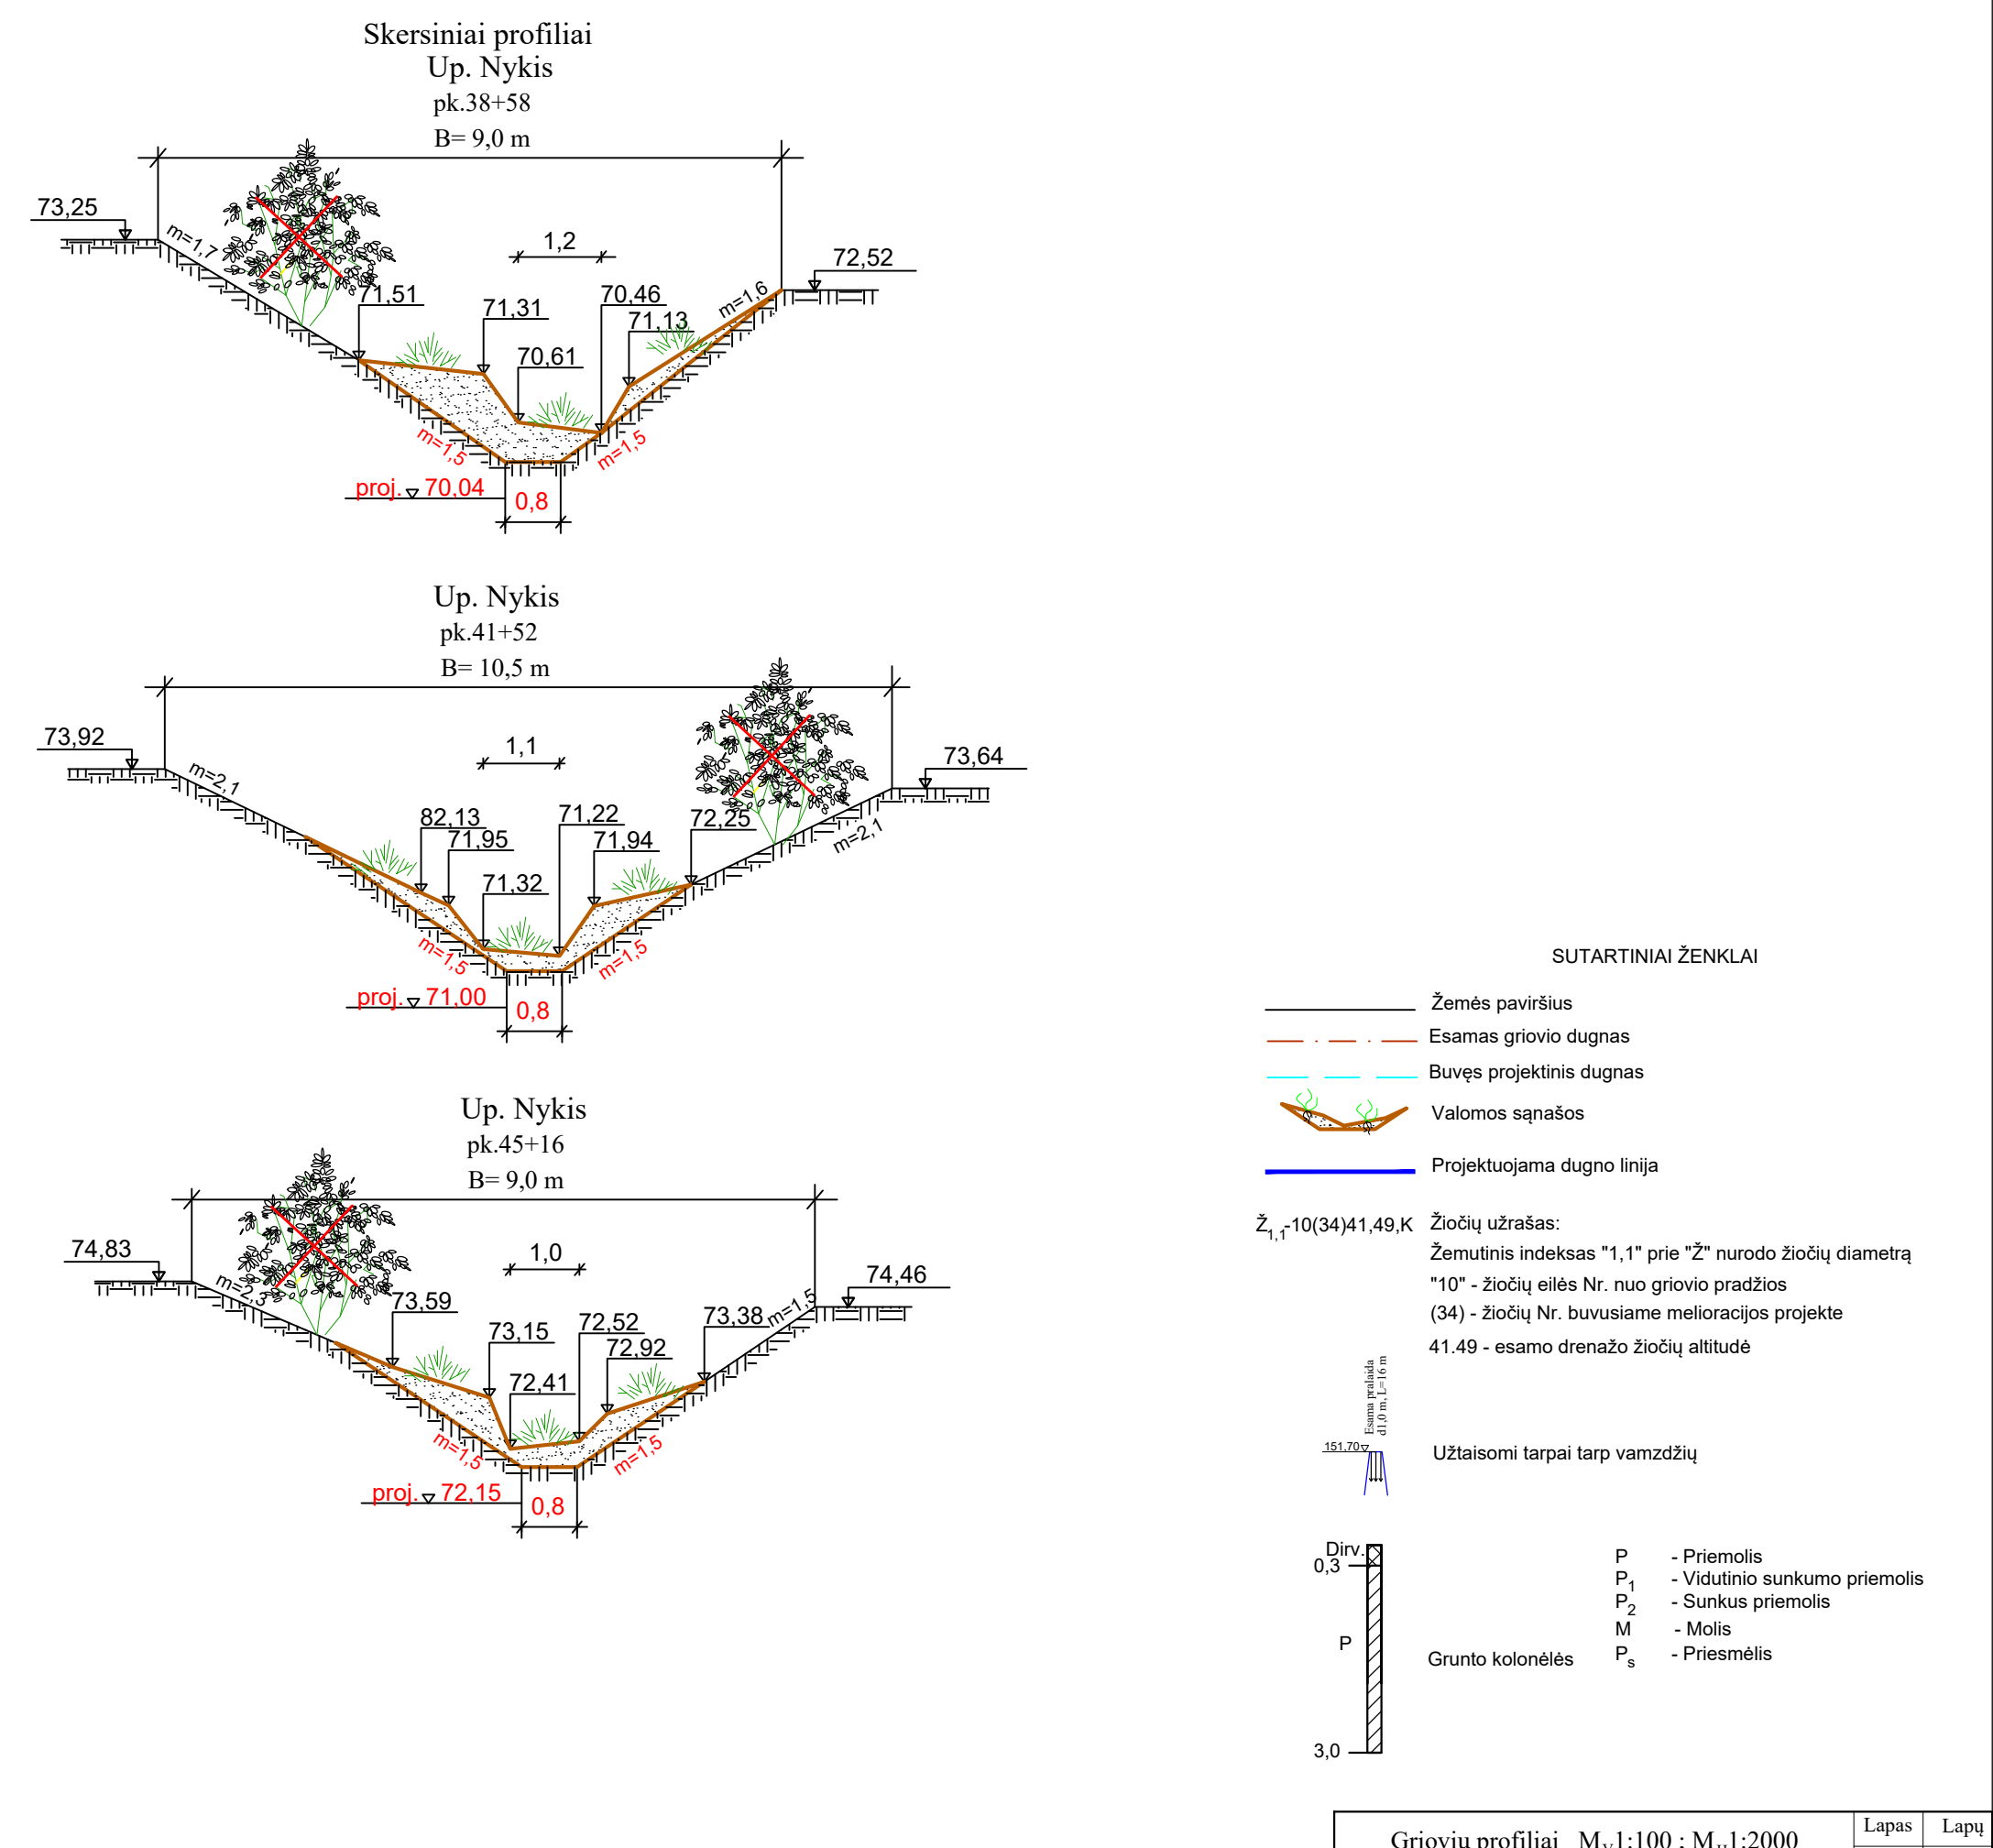 Skersiniai profiliai
Up. Nykis
pk.38+58
B= 9,0 m
73,25
m=1,7
1,2
72,52
m=1,6
71,51
71,31
70,46
71,13
70,61
m=1,5
m=1,5
proj. 70,04
0,8
Up. Nykis
pk.41+52
B= 10,5 m
73,92
m=2,1
1,1
73,64
82,13
71,95
71,22
71,94
72,25
m=2,1
71,32
m=1,5
m=1,5
proj. 71,00
0,8
Up. Nykis
pk.45+16
B= 9,0 m
74,83
m=2,3
1,0
74,46
73,59
73,15
72,52
72,92
73,38
m=1,5
72,41
m=1,5
m=1,5
proj. 72,15
0,8
SUTARTINIAI ŽENKLAI
Žemės paviršius
Esamas griovio dugnas
Buvęs projektinis dugnas
Valomos sąnašos
Projektuojama dugno linija
Ž1,1-10(34)41,49,K Žiočių užrašas:
Žemutinis indeksas "1,1" prie "Ž" nurodo žiočių diametrą
"10" - žiočių eilės Nr. nuo griovio pradžios
(34) - žiočių Nr. buvusiame melioracijos projekte
41.49 - esamo drenažo žiočių altitudė
Esama pralaida
d1,0 m, L=16 m
151,70
Užtaisomi tarpai tarp vamzdžių
Dirv.
0,3
P
3,0
Grunto kolonėlės
P - Priemolis
P1 - Vidutinio sunkumo priemolis
P2 - Sunkus priemolis
M - Molis
Ps - Priesmėlis
Griovių profiliai MV1:100 ; MH1:2000
Lapas
Lapų